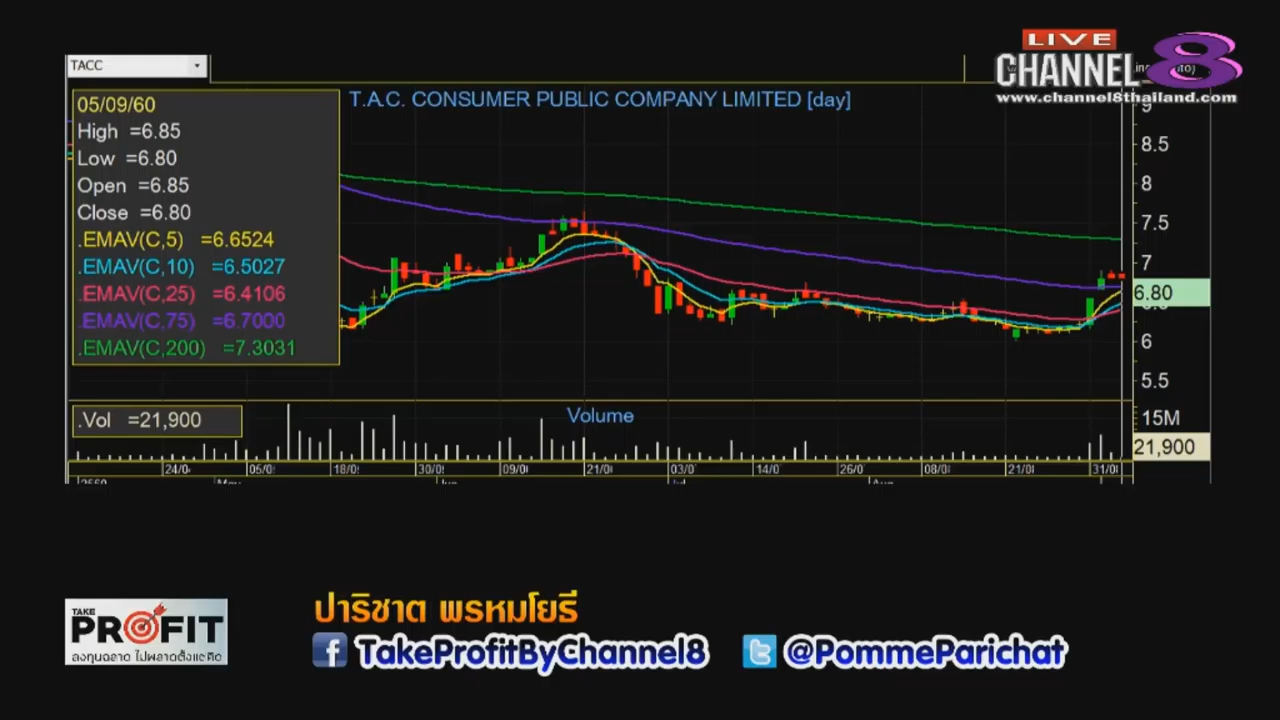 LIVE
CHANNEL 8
www.channel8thailand.com
TACC
05/09/60
High =6.85
Low =6.80
Open =6.85
Close =6.80
.EMAV(C,5) =6.6524
.EMAV(C,10) =6.5027
.EMAV(C,25) =6.4106
.EMAV(C,75) =6.7000
.EMAV(C,200) =7.3031
T.A.C. CONSUMER PUBLIC COMPANY LIMITED [day]
9
8.5
8
7.5
7
6.80
6
5.5
.Vol =21,900
Volume
15M
21,900
24/0 05/0 18/0 30/0 09/0 21/0 03/0 14/0 26/0 08/0 21/0 31/0
TAKE
PROFIT
ลงทุนฉลาด ไม่พลาดตั้งแต่คิด
ปาริชาต พรหมโยธี
f TakeProfitByChannel8
t @PommeParichat